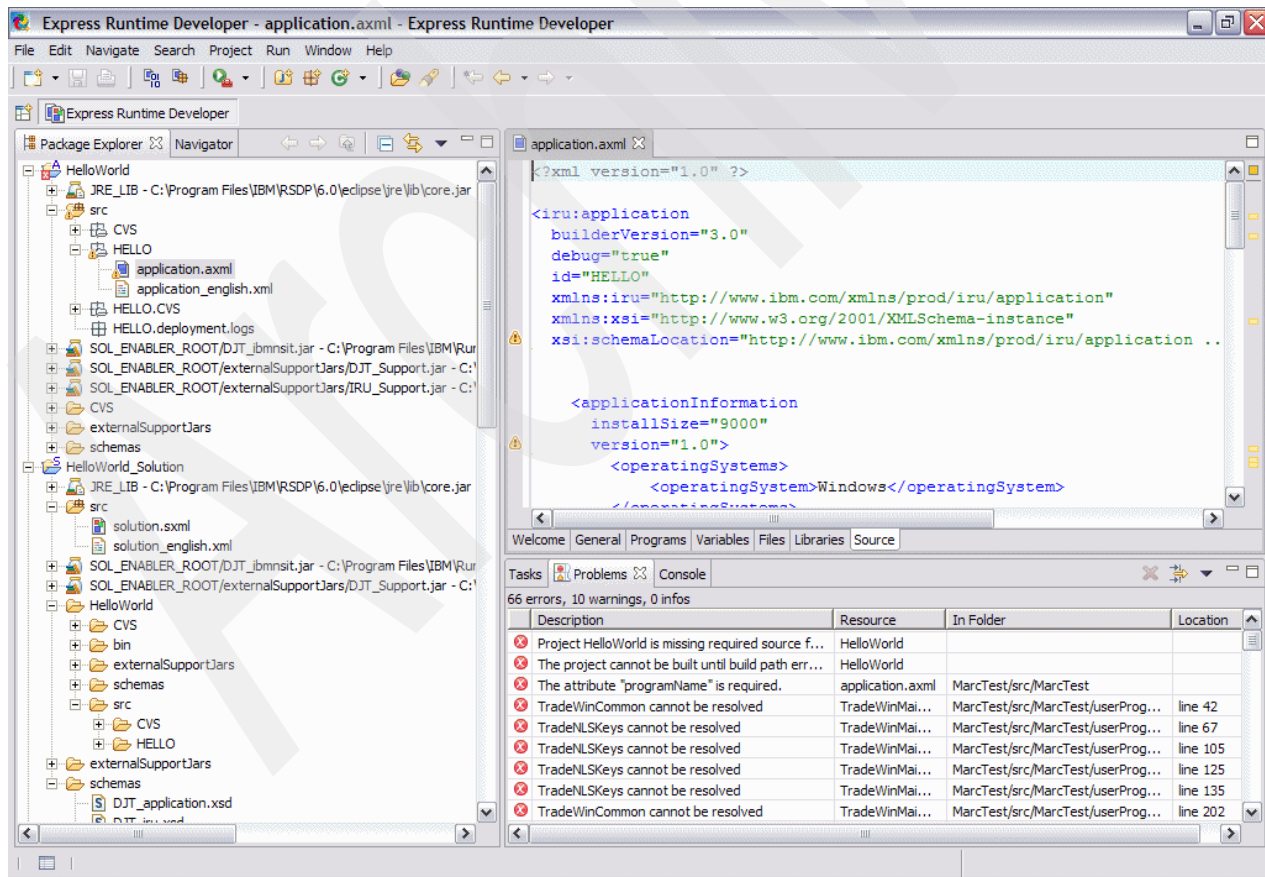 Express Runtime Developer - application.axml - Express Runtime Developer
File Edit Navigate Search Project Run Window Help
Express Runtime Developer
Package Explorer Navigator
HelloWorld
JRE_LIB - C:\Program Files\IBM\RSDP\6.0\eclipse\jre\lib\core.jar
src
CVS
HELLO
application.axml
application_english.xml
HELLO.CVS
HELLO.deployment.logs
SOL_ENABLER_ROOT/DJT_ibmnsit.jar - C:\Program Files\IBM\Rur
SOL_ENABLER_ROOT/externalSupportJars/DJT_Support.jar - C:\
SOL_ENABLER_ROOT/externalSupportJars/IRU_Support.jar - C:\
CVS
externalSupportJars
schemas
HelloWorld_Solution
JRE_LIB - C:\Program Files\IBM\RSDP\6.0\eclipse\jre\lib\core.jar
src
solution.sxml
solution_english.xml
SOL_ENABLER_ROOT/DJT_ibmnsit.jar - C:\Program Files\IBM\Rur
SOL_ENABLER_ROOT/externalSupportJars/DJT_Support.jar - C:\
HelloWorld
CVS
bin
externalSupportJars
schemas
src
CVS
HELLO
externalSupportJars
schemas
DJT_application.xsd
DJT_iru.xsd
application.axml
<?xml version="1.0" ?>
<iru:application
builderVersion="3.0"
debug="true"
id="HELLO"
xmlns:iru="http://www.ibm.com/xmlns/prod/iru/application"
xmlns:xsi="http://www.w3.org/2001/XMLSchema-instance"
xsi:schemaLocation="http://www.ibm.com/xmlns/prod/iru/application ..
<applicationInformation
installSize="9000"
version="1.0">
<operatingSystems>
<operatingSystem>Windows</operatingSystem>
</operatingSystems>
Welcome General Programs Variables Files Libraries Source
Tasks Problems Console
66 errors, 10 warnings, 0 infos
Description Resource In Folder Location
Project HelloWorld is missing required source f... HelloWorld
The project cannot be built until build path err... HelloWorld
The attribute "programName" is required. application.axml MarcTest/src/MarcTest
TradeWinCommon cannot be resolved TradeWinMai... MarcTest/src/MarcTest/userProg... line 42
TradeNLSKeys cannot be resolved TradeWinMai... MarcTest/src/MarcTest/userProg... line 67
TradeNLSKeys cannot be resolved TradeWinMai... MarcTest/src/MarcTest/userProg... line 105
TradeNLSKeys cannot be resolved TradeWinMai... MarcTest/src/MarcTest/userProg... line 125
TradeNLSKeys cannot be resolved TradeWinMai... MarcTest/src/MarcTest/userProg... line 135
TradeWinCommon cannot be resolved TradeWinMai... MarcTest/src/MarcTest/userProg... line 202